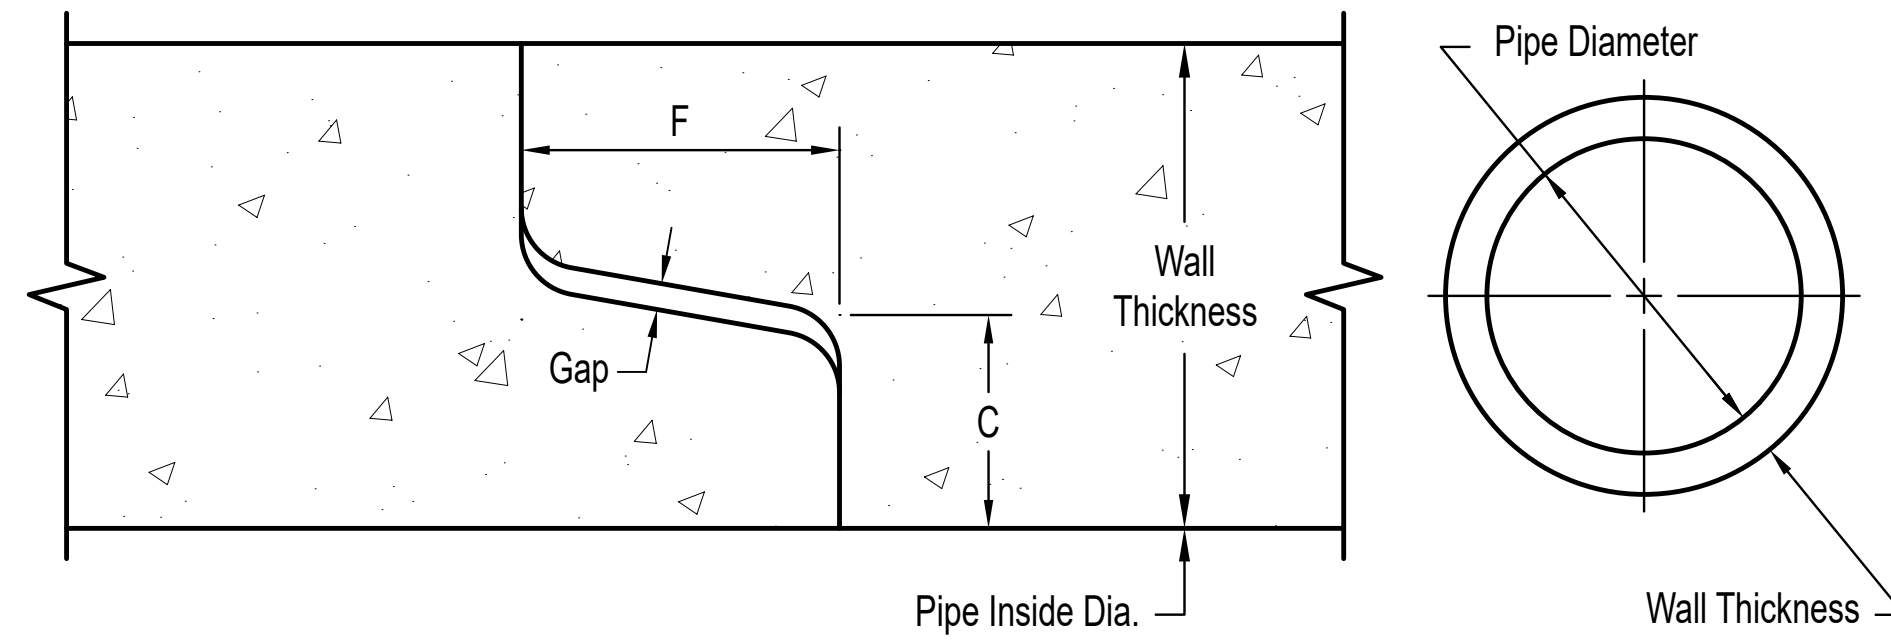 Pipe Diameter
F
Wall
Thickness
Gap
C
Pipe Inside Dia.
Wall Thickness